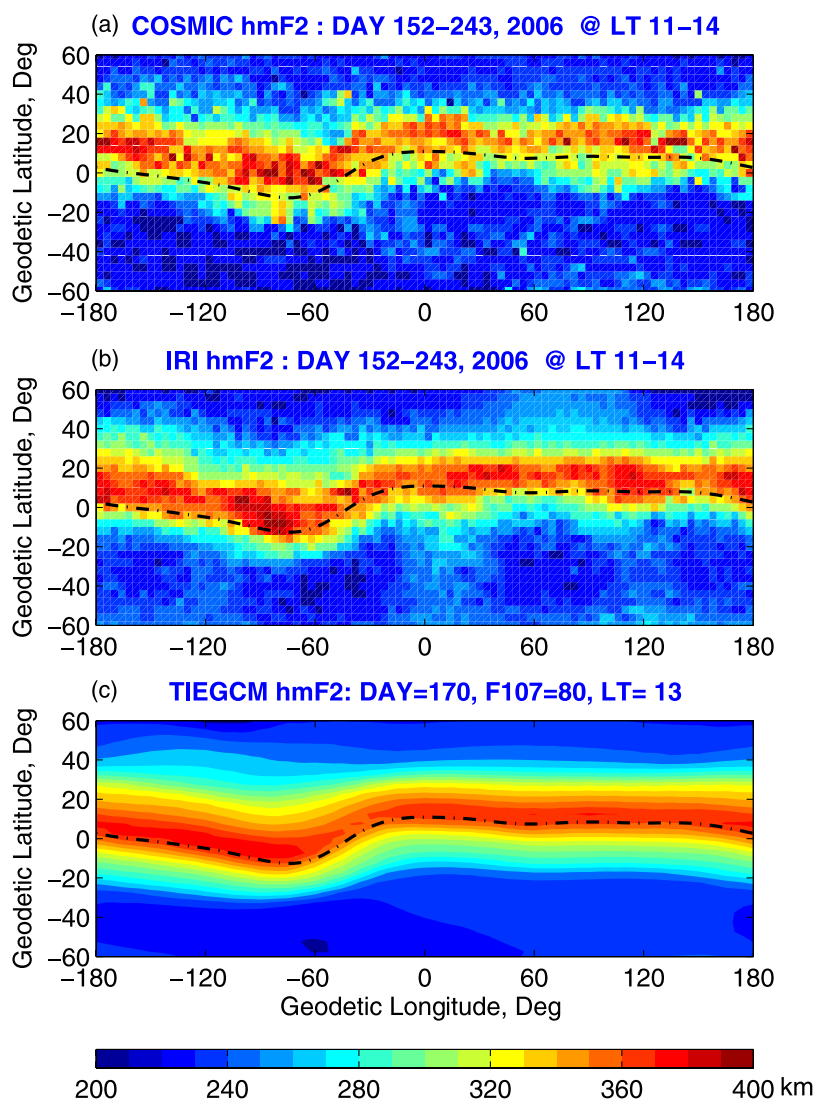 (a) COSMIC hmF2 : DAY 152−243, 2006 @ LT 11−14
60
40
20
0
−20
−40
−60
Geodetic Latitude, Deg
−180 −120 −60 0 60 120 180
(b) IRI hmF2 : DAY 152−243, 2006 @ LT 11−14
60
40
20
0
−20
−40
−60
Geodetic Latitude, Deg
−180 −120 −60 0 60 120 180
(c) TIEGCM hmF2: DAY=170, F107=80, LT= 13
60
40
20
0
−20
−40
−60
Geodetic Latitude, Deg
−180 −120 −60 0 60 120 180
Geodetic Longitude, Deg
200 240 280 320 360 400 km